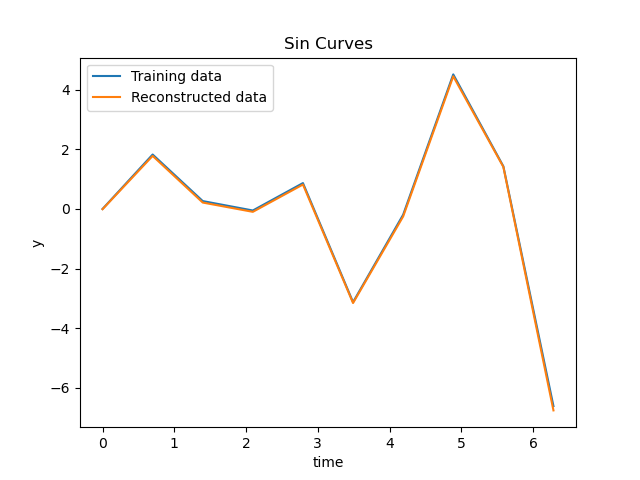 Sin Curves
Training data
Reconstructed data
4
2
0
−2
−4
−6
y
0 1 2 3 4 5 6
time